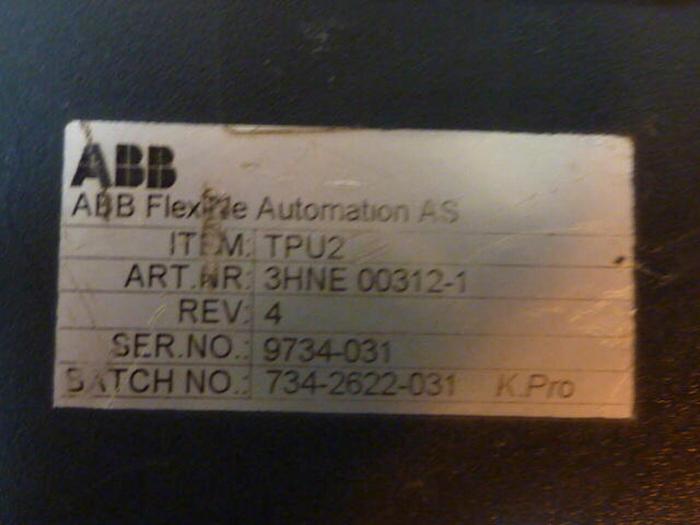 ABB
ABB Flexible Automation AS
ITEM: TPU2
ART.NR: 3HNE 00312-1
REV: 4
SER.NO.: 9734-031
BATCH NO.: 734-2622-031 K.Pro